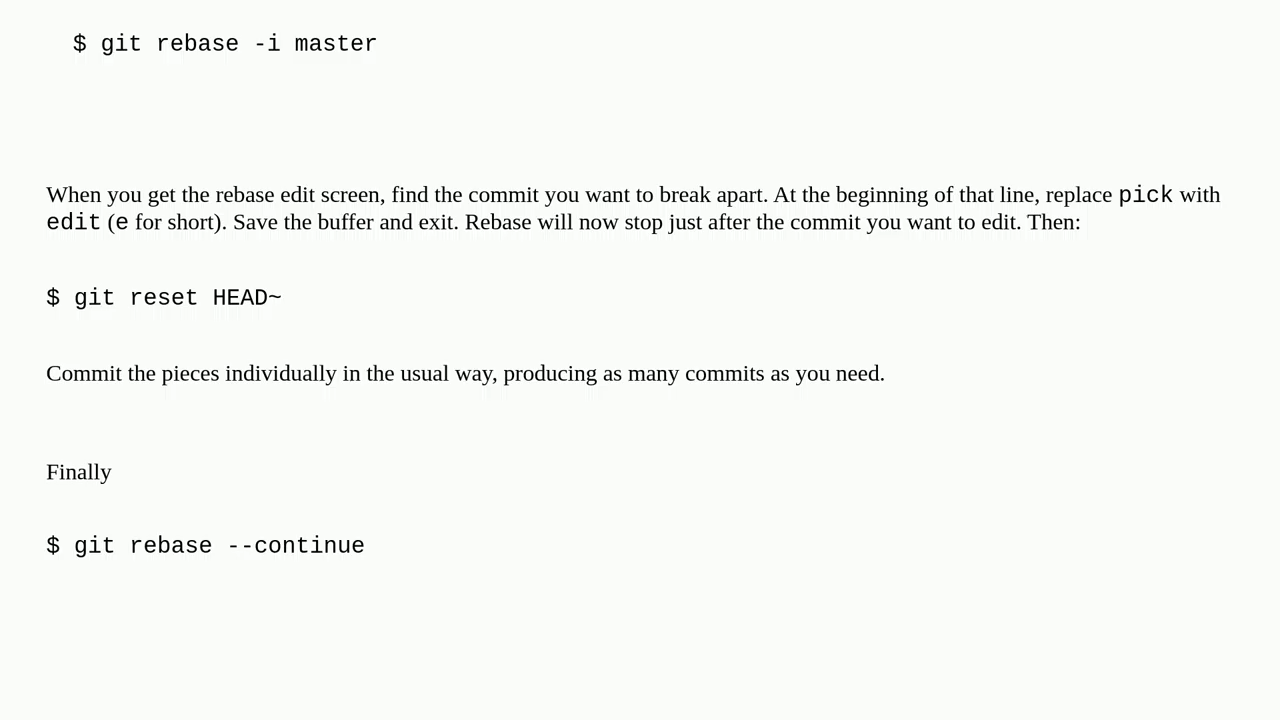 $ git rebase -i master
When you get the rebase edit screen, find the commit you want to break apart. At the beginning of that line, replace pick with
edit (e for short). Save the buffer and exit. Rebase will now stop just after the commit you want to edit. Then:
$ git reset HEAD~
Commit the pieces individually in the usual way, producing as many commits as you need.
Finally
$ git rebase --continue